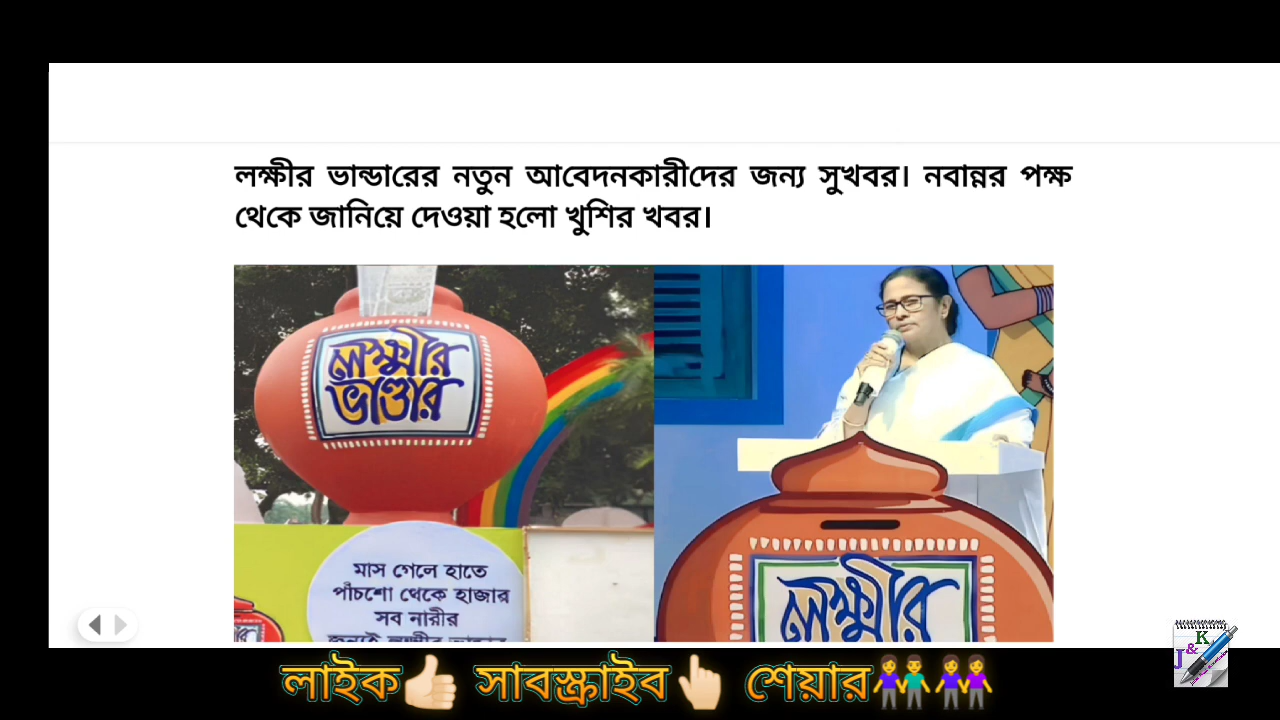 লক্ষীর ভান্ডারের নতুন আবেদনকারীদের জন্য সুখবর। নবান্নর পক্ষ
থেকে জানিয়ে দেওয়া হলো খুশির খবর।
লক্ষ্মীর
ভাণ্ডার
মাস গেলে হাতে
পাঁচশো থেকে হাজার
সব নারীর
লক্ষ্মীর
লাইক👍🏻 সাবস্ক্রাইব👆🏻 শেয়ার👫👭
J&K